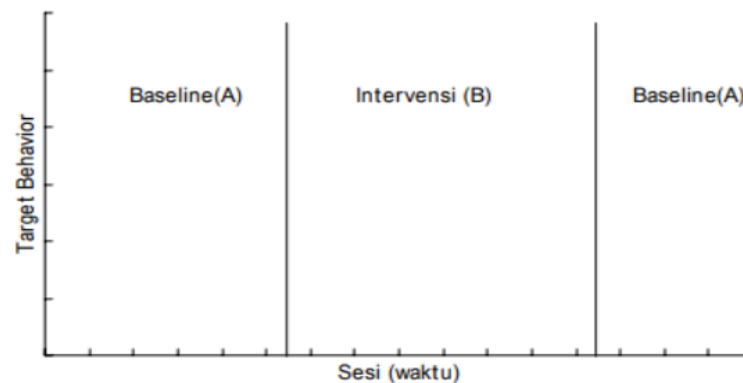 Baseline(A)
Intervensi (B)
Baseline(A)
Target Behavior
Sesi (waktu)